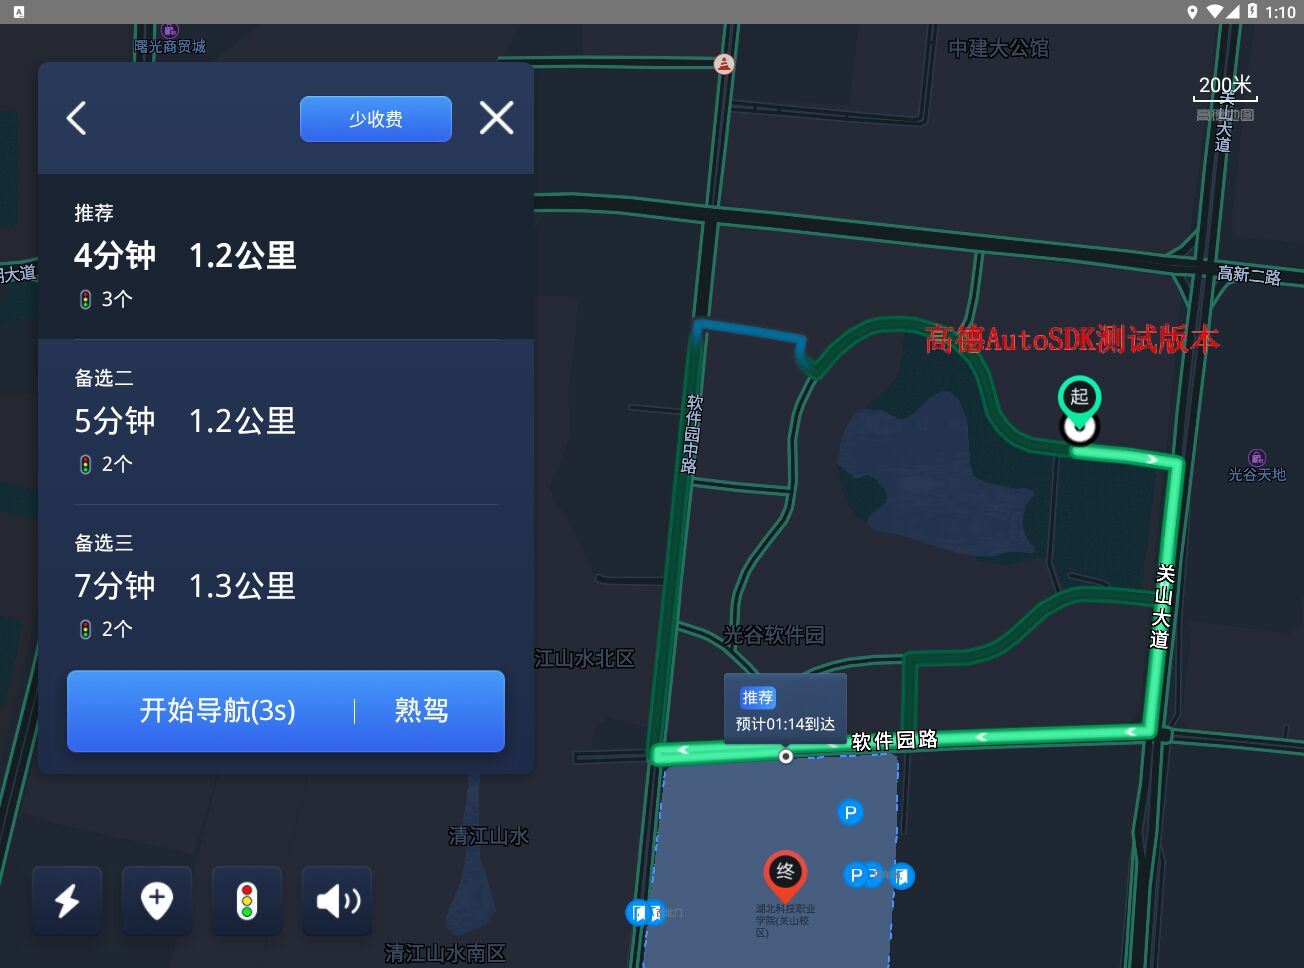 1:10
曙光商贸城
中建大公馆
200米
高德地图
关山大道
少收费
推荐
4分钟 1.2公里
3个
备选二
5分钟 1.2公里
2个
备选三
7分钟 1.3公里
2个
开始导航(3s) 熟驾
大道
高新二路
高德AutoSDK测试版本
起
软件园中路
光谷天地
关山大道
光谷软件园
江山水北区
推荐
预计01:14到达
软件园路
P
终
P
P
湖北科技职业
学院(关山校
区)
清江山水
清江山水南区